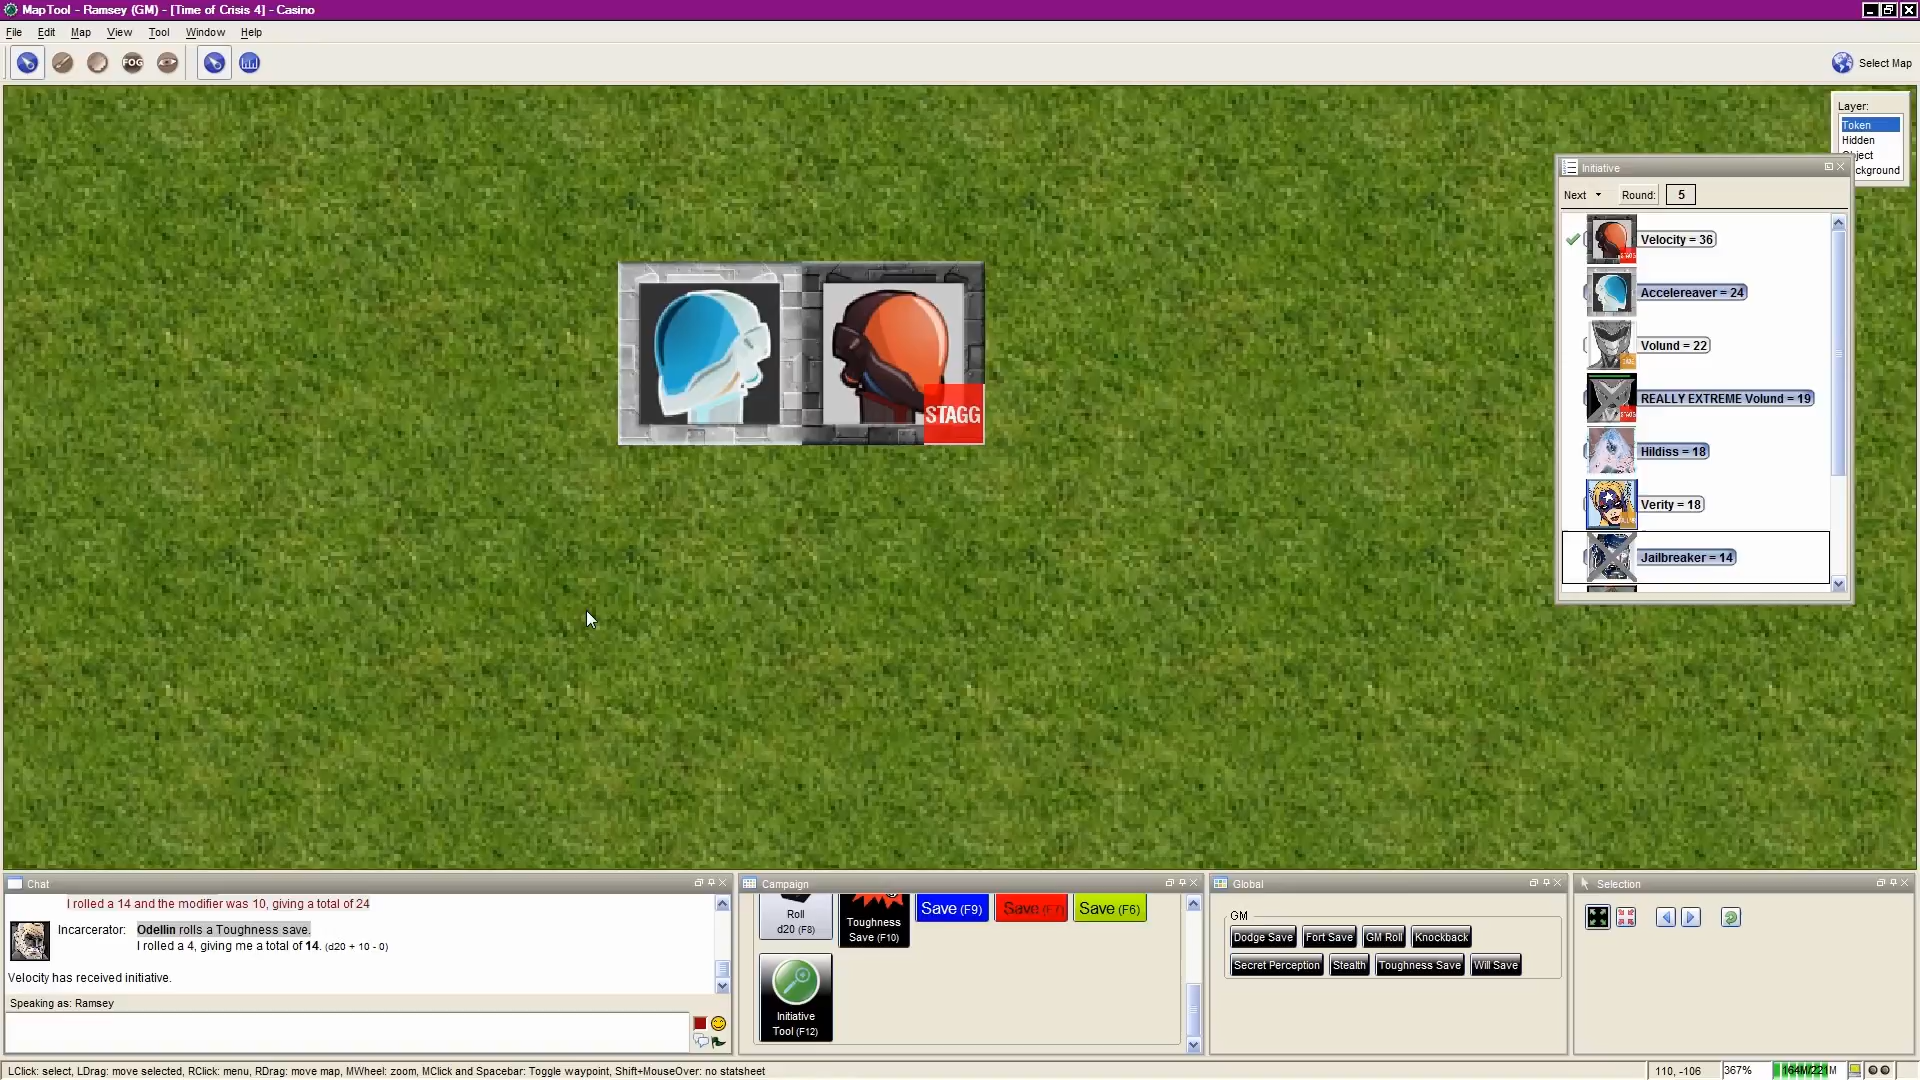 MapTool - Ramsey (GM) - [Time of Crisis 4] - Casino
File Edit Map View Tool Window Help
FOG
Select Map
Layer:
Token
Hidden
Object
ckground
Initiative
Next Round: 5
Velocity = 36
Accelereaver = 24
Volund = 22
REALLY EXTREME Volund = 19
Hildiss = 18
Verity = 18
Jailbreaker = 14
STAGG
Chat
I rolled a 14 and the modifier was 10, giving a total of 24
Incarcerator: Odellin rolls a Toughness save.
I rolled a 4, giving me a total of 14. (d20 + 10 - 0)
Velocity has received initiative.
Speaking as: Ramsey
Campaign
Roll
d20 (F8)
Toughness
Save (F10)
Save (F9)
Save (F7)
Save (F6)
Initiative
Tool (F12)
Global
GM
Dodge Save Fort Save GM Roll Knockback
Secret Perception Stealth Toughness Save Will Save
Selection
LClick: select, LDrag: move selected, RClick: menu, RDrag: move map, MWheel: zoom, MClick and Spacebar: Toggle waypoint, Shift+MouseOver: no statsheet
110, -106
367%
164M/221M